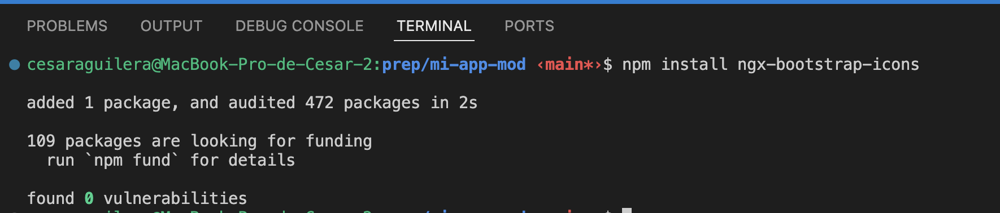 PROBLEMS OUTPUT DEBUG CONSOLE TERMINAL PORTS
cesaraguilera@MacBook-Pro-de-Cesar-2:prep/mi-app-mod ‹main*›$ npm install ngx-bootstrap-icons
added 1 package, and audited 472 packages in 2s
109 packages are looking for funding
run `npm fund` for details
found 0 vulnerabilities